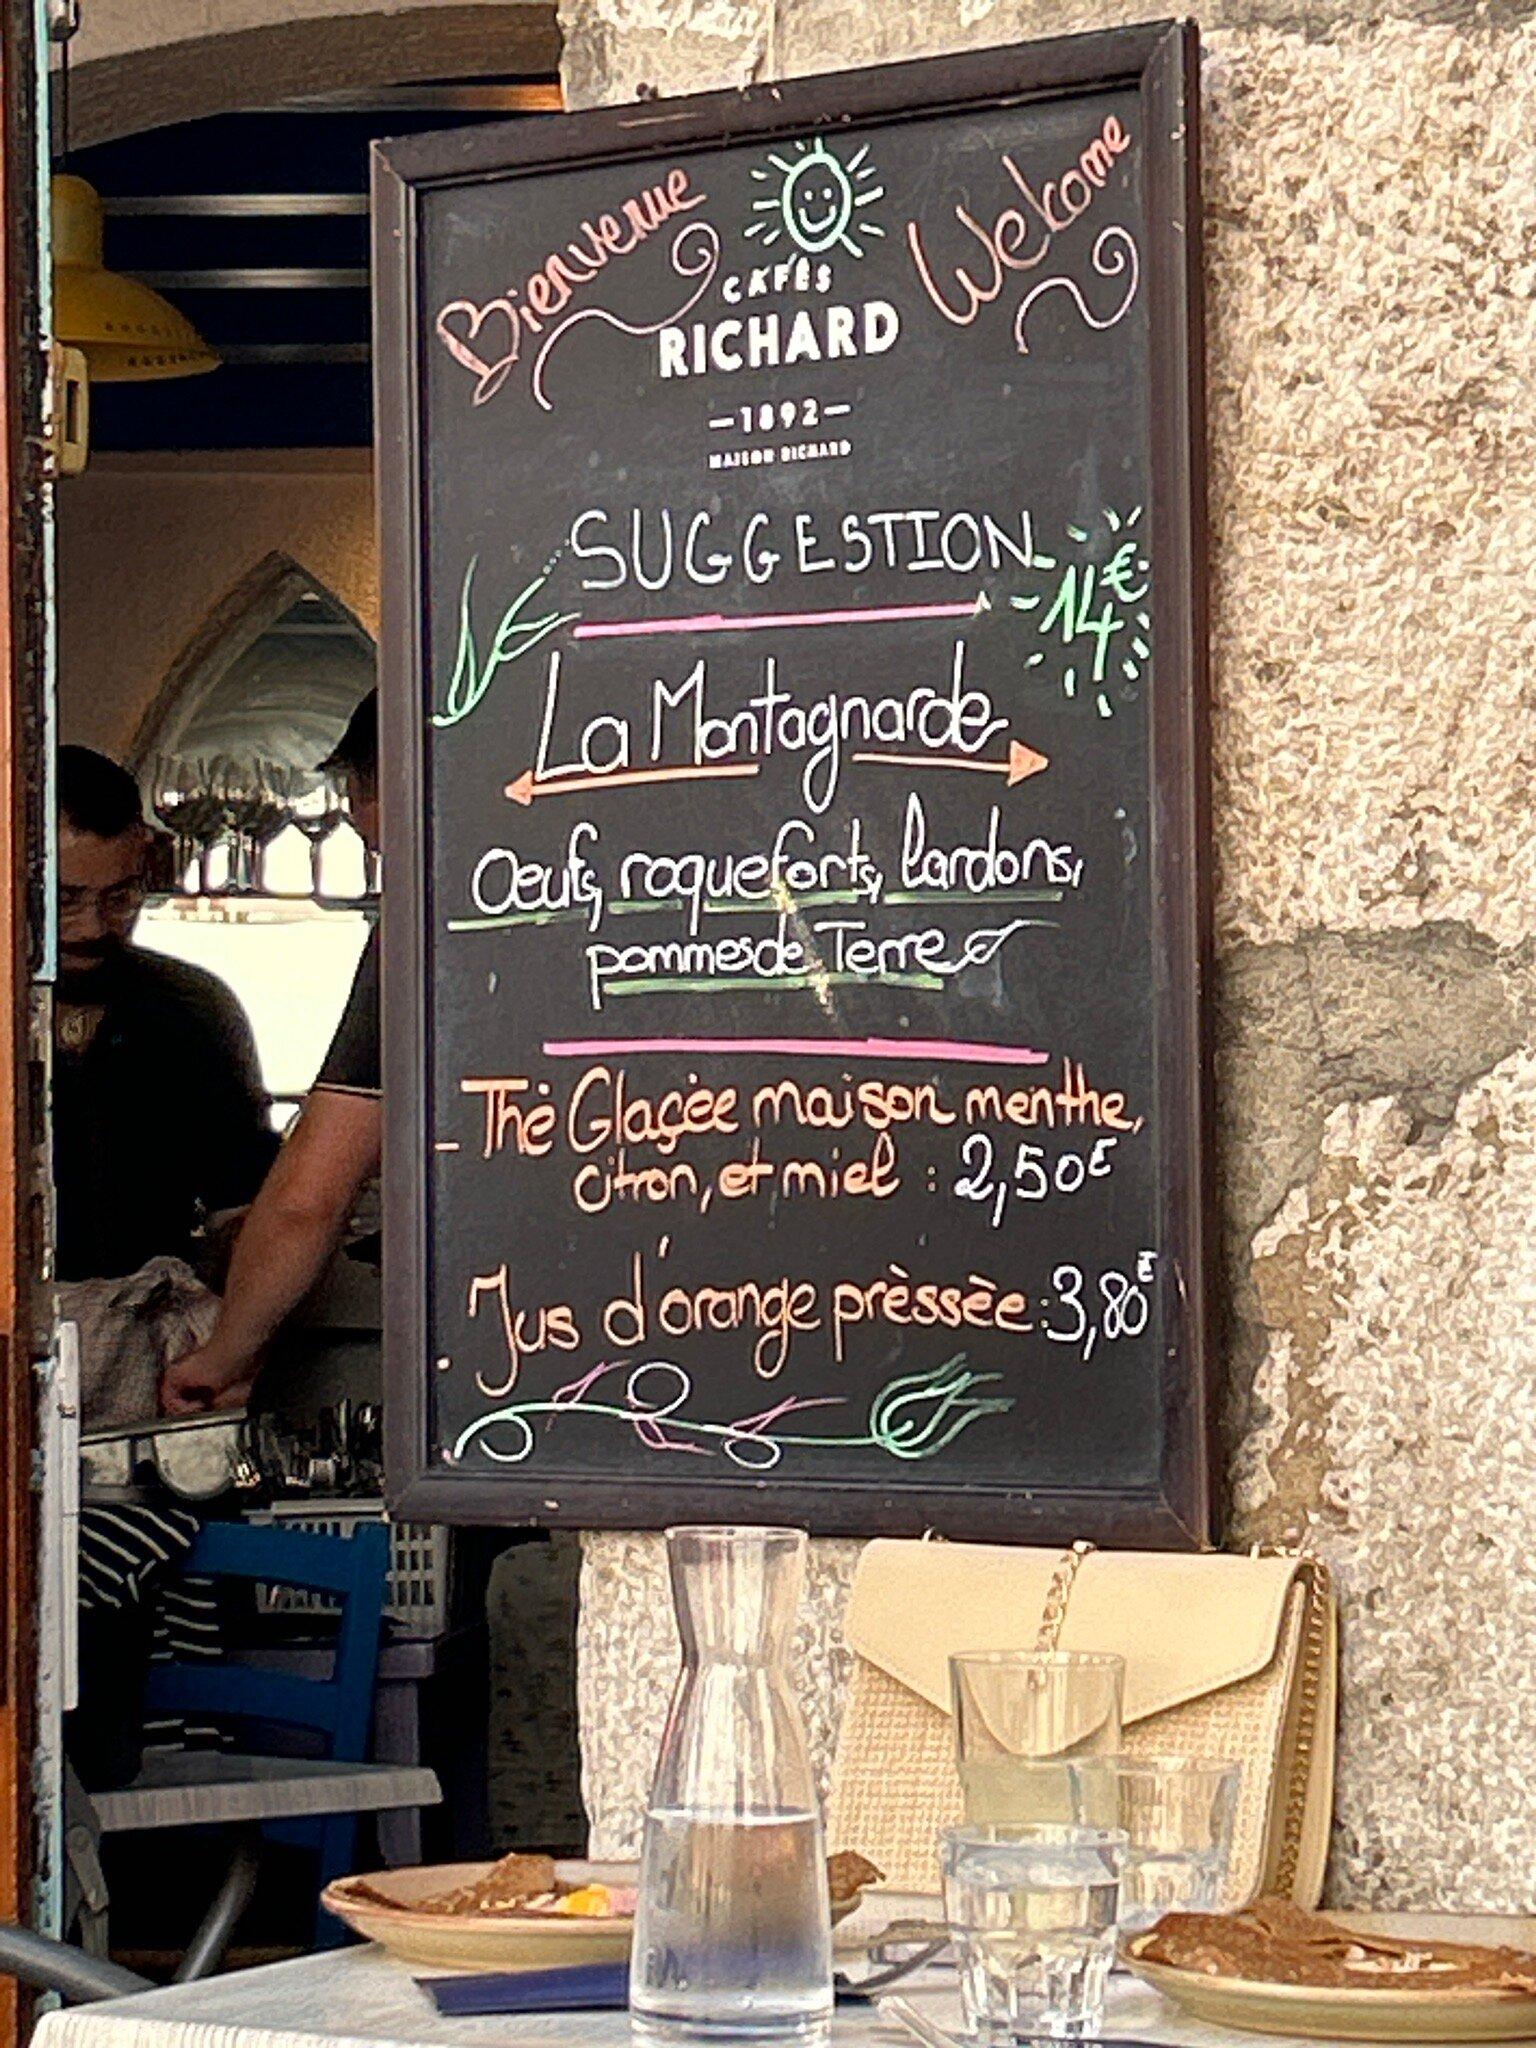 Bienvenue
Welcome
CAFÉS
RICHARD
—1892—
MAISON RICHARD
SUGGESTION
14€
La Montagnarde
Oeufs, roqueforts, lardons,
pommes de Terre
- Thé Glaçée maison menthe,
citron, et miel : 2,50€
. Jus d'orange prèssèe : 3,80€